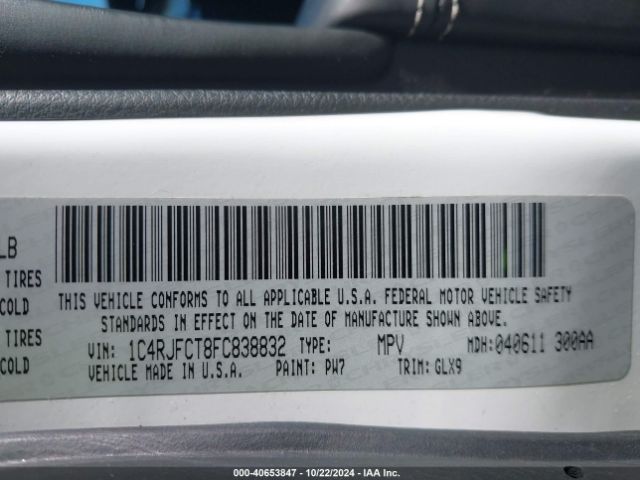 LB
TIRES
COLD
TIRES
COLD
THIS VEHICLE CONFORMS TO ALL APPLICABLE U.S.A. FEDERAL MOTOR VEHICLE SAFETY
STANDARDS IN EFFECT ON THE DATE OF MANUFACTURE SHOWN ABOVE.
VIN: 1C4RJFCT8FC838832 TYPE: MPV MDH: 040611 300AA
VEHICLE MADE IN U.S.A. PAINT: PW7 TRIM: GLX9
000-40653847 - 10/22/2024 - IAA Inc.